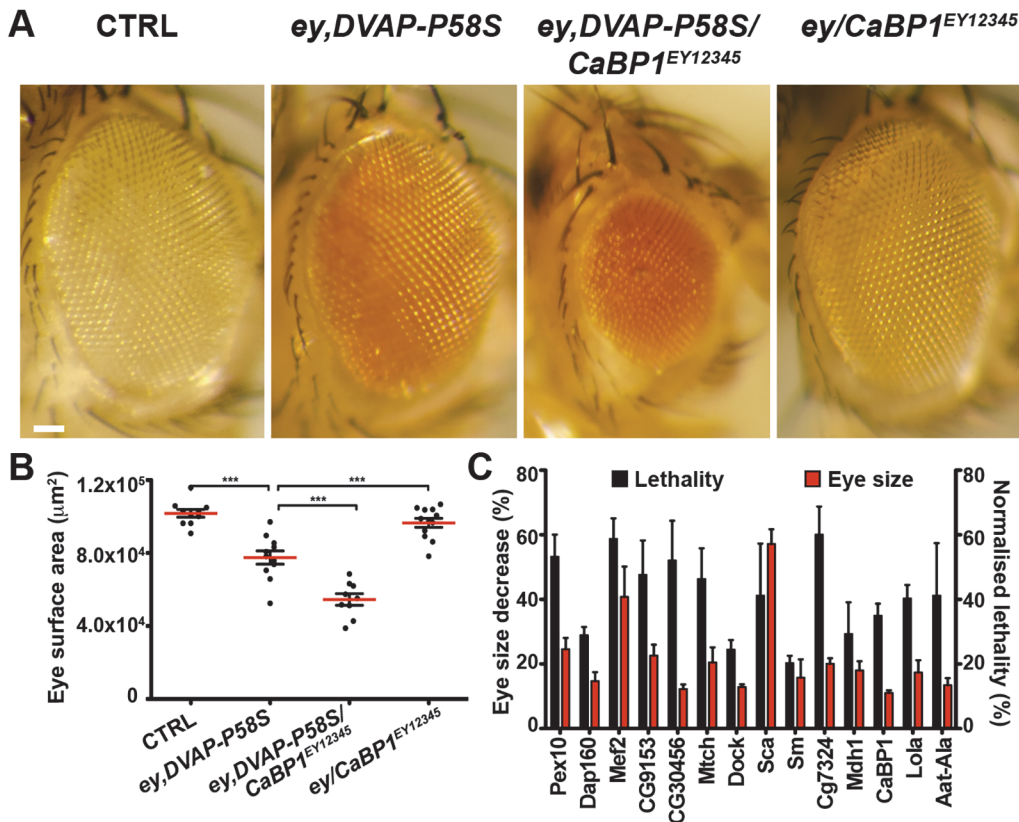 A
CTRL
ey,DVAP-P58S
ey,DVAP-P58S/
CaBP1EY12345
ey/CaBP1EY12345
B
Eye surface area (μm²)
1.2x10⁵
8.0x10⁴
4.0x10⁴
0
***
***
***
CTRL
ey,DVAP-P58S
ey,DVAP-P58S/
CaBP1EY12345
ey/CaBP1EY12345
C
Eye size decrease (%)
80
60
40
20
0
Lethality
Eye size
80
60
40
20
0
Normalised lethality (%)
Pex10
Dap160
Mef2
CG9153
CG30456
Mtch
Dock
Sca
Sm
Cg7324
Mdh1
CaBP1
Lola
Aat-Ala